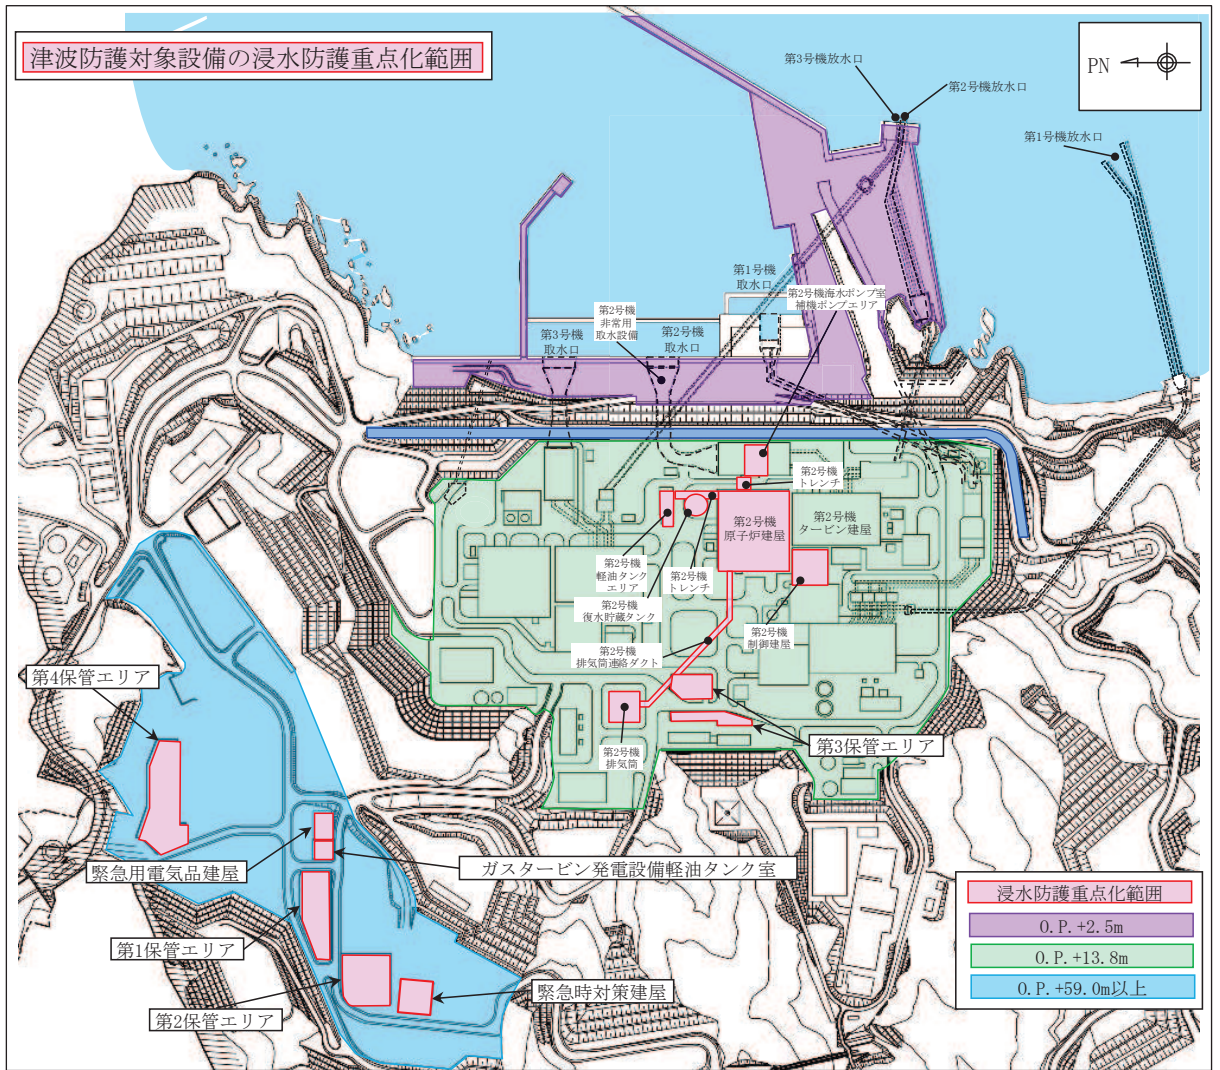 津波防護対象設備の浸水防護重点化範囲
PN
第3号機放水口
第2号機放水口
第1号機放水口
第1号機
取水口
第2号機海水ポンプ室
補機ポンプエリア
第2号機
非常用
取水設備
第3号機
取水口
第2号機
取水口
第2号機
トレンチ
第2号機
原子炉建屋
第2号機
タービン建屋
第2号機
軽油タンク
エリア
第2号機
トレンチ
第2号機
復水貯蔵タンク
第2号機
制御建屋
第2号機
排気筒連絡ダクト
第2号機
排気筒
第3保管エリア
第4保管エリア
緊急用電気品建屋
ガスタービン発電設備軽油タンク室
第1保管エリア
第2保管エリア
緊急時対策建屋
浸水防護重点化範囲
O.P.+2.5m
O.P.+13.8m
O.P.+59.0m以上